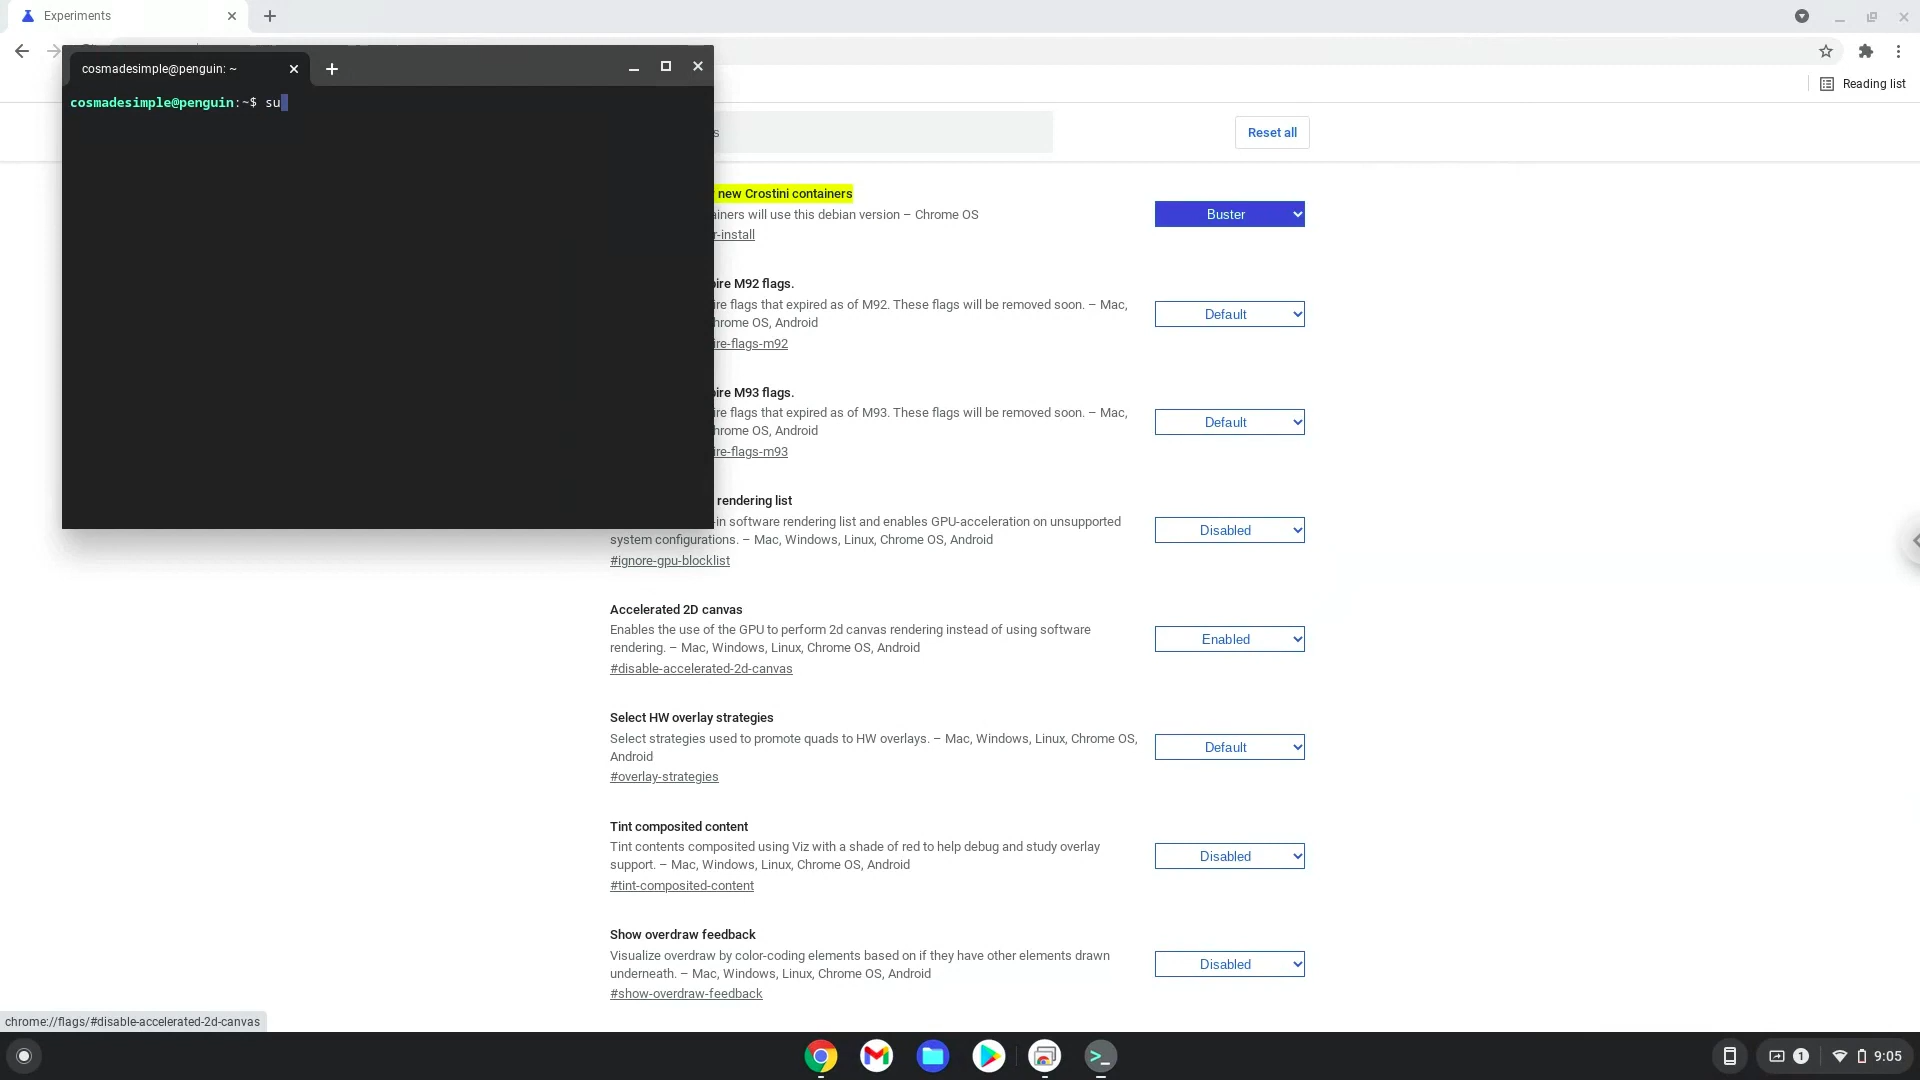 Experiments
cosmadesimple@penguin: ~
Reading list
cosmadesimple@penguin:~$ su
s
Reset all
new Crostini containers
ainers will use this debian version – Chrome OS
r-install
Buster
ire M92 flags.
ire flags that expired as of M92. These flags will be removed soon. – Mac,
hrome OS, Android
ire-flags-m92
Default
ire M93 flags.
ire flags that expired as of M93. These flags will be removed soon. – Mac,
hrome OS, Android
ire-flags-m93
Default
rendering list
-in software rendering list and enables GPU-acceleration on unsupported
system configurations. – Mac, Windows, Linux, Chrome OS, Android
#ignore-gpu-blocklist
Disabled
Accelerated 2D canvas
Enables the use of the GPU to perform 2d canvas rendering instead of using software
rendering. – Mac, Windows, Linux, Chrome OS, Android
#disable-accelerated-2d-canvas
Enabled
Select HW overlay strategies
Select strategies used to promote quads to HW overlays. – Mac, Windows, Linux, Chrome OS,
Android
#overlay-strategies
Default
Tint composited content
Tint contents composited using Viz with a shade of red to help debug and study overlay
support. – Mac, Windows, Linux, Chrome OS, Android
#tint-composited-content
Disabled
Show overdraw feedback
Visualize overdraw by color-coding elements based on if they have other elements drawn
underneath. – Mac, Windows, Linux, Chrome OS, Android
#show-overdraw-feedback
Disabled
chrome://flags/#disable-accelerated-2d-canvas
1
9:05